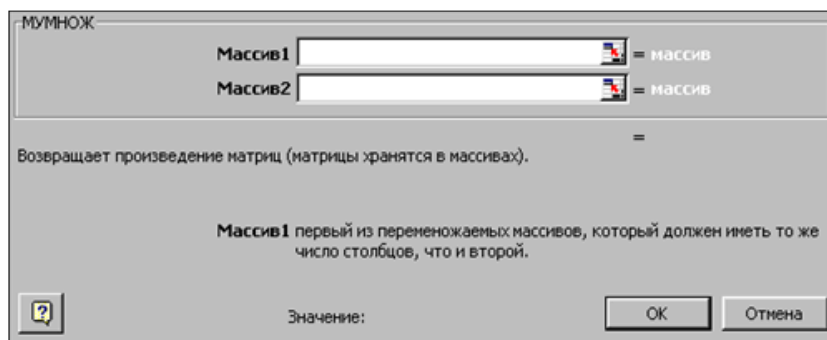 МУМНОЖ
Массив1 = массив
Массив2 = массив
=
Возвращает произведение матриц (матрицы хранятся в массивах).
Массив1 первый из переменожаемых массивов, который должен иметь то же
число столбцов, что и второй.
? Значение: ОК Отмена